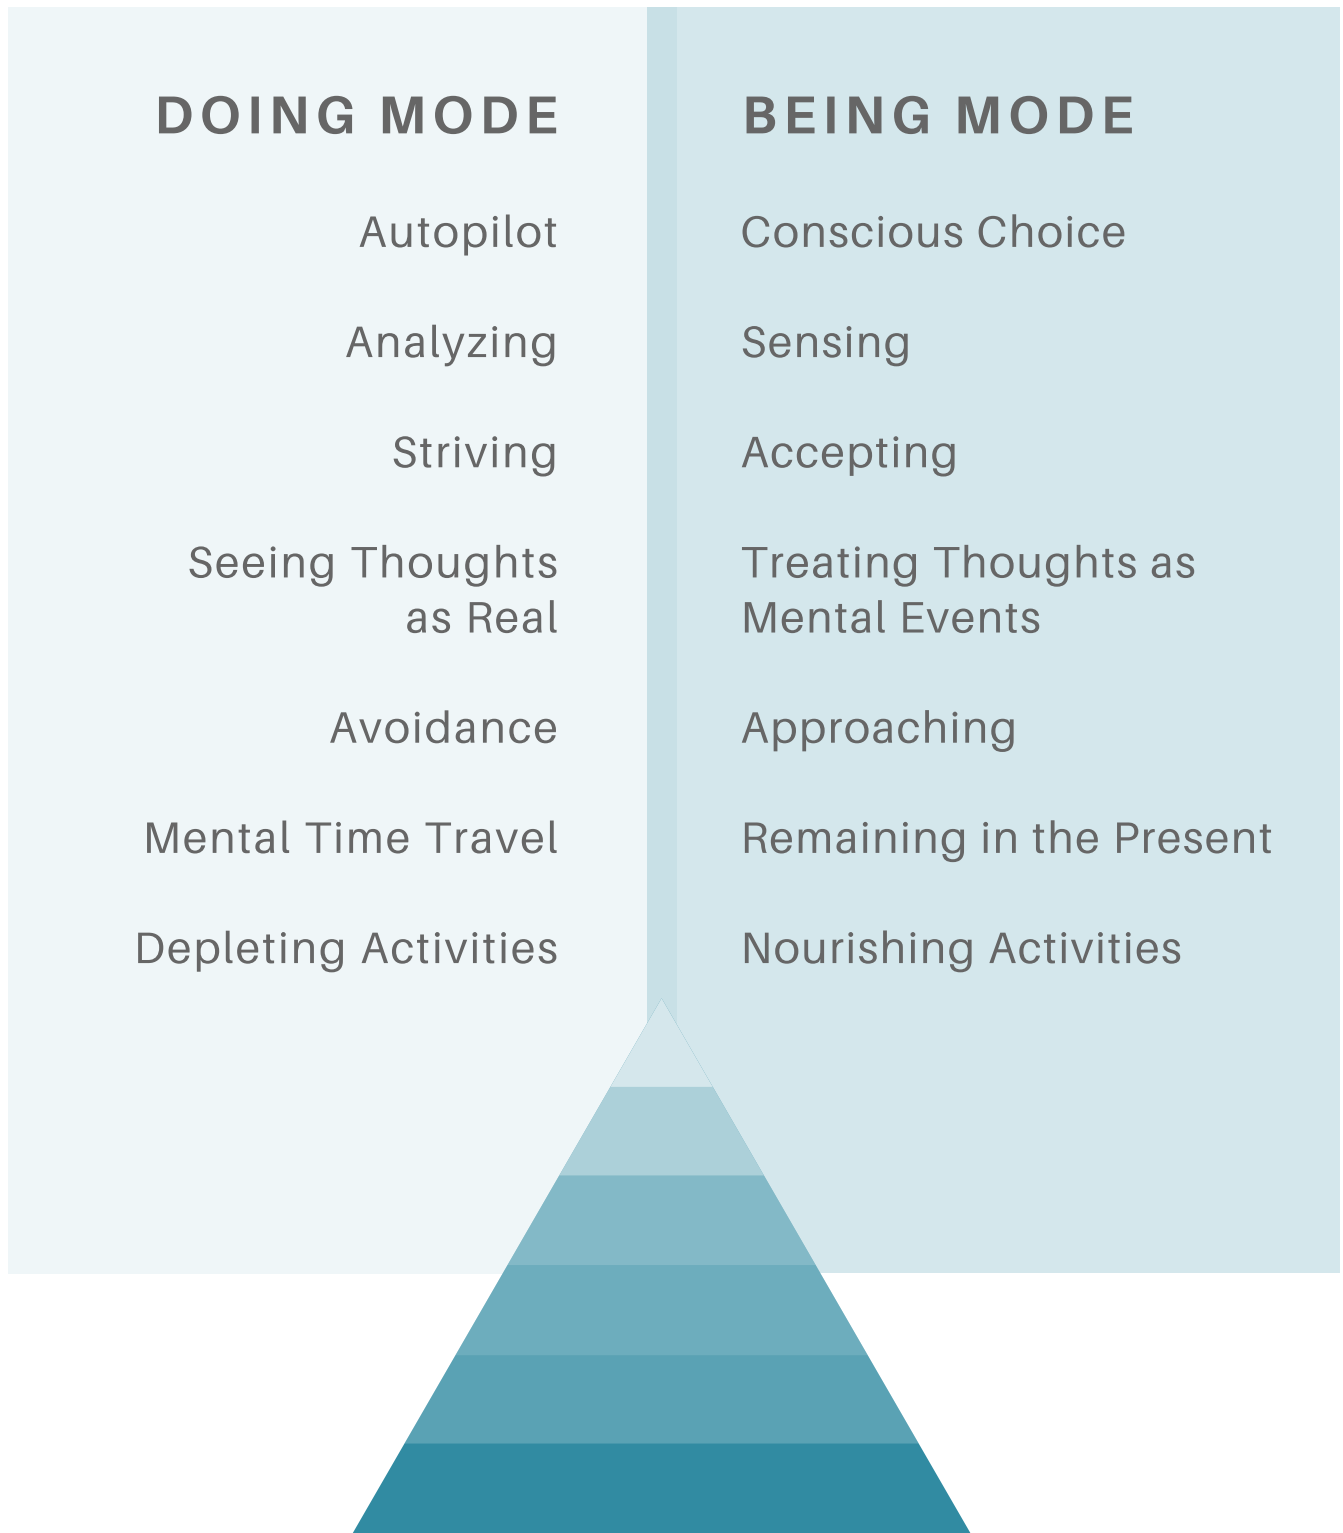 DOING MODE
Autopilot
Analyzing
Striving
Seeing Thoughts
as Real
Avoidance
Mental Time Travel
Depleting Activities
BEING MODE
Conscious Choice
Sensing
Accepting
Treating Thoughts as
Mental Events
Approaching
Remaining in the Present
Nourishing Activities